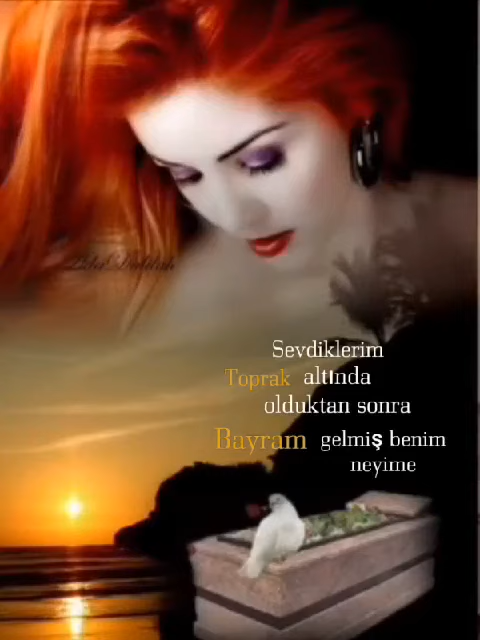 Sevdiklerim
Toprak altında
olduktan sonra
Bayram gelmiş benim
neyime